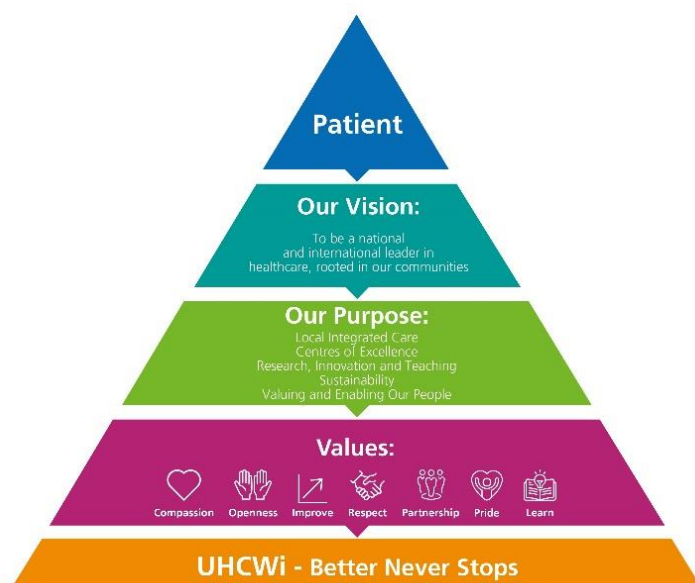 Patient
Our Vision:
To be a national
and international leader in
healthcare, rooted in our communities
Our Purpose:
Local Integrated Care
Centres of Excellence
Research, Innovation and Teaching
Sustainability
Valuing and Enabling Our People
Values:
Compassion Openness Improve Respect Partnership Pride Learn
UHCWi - Better Never Stops